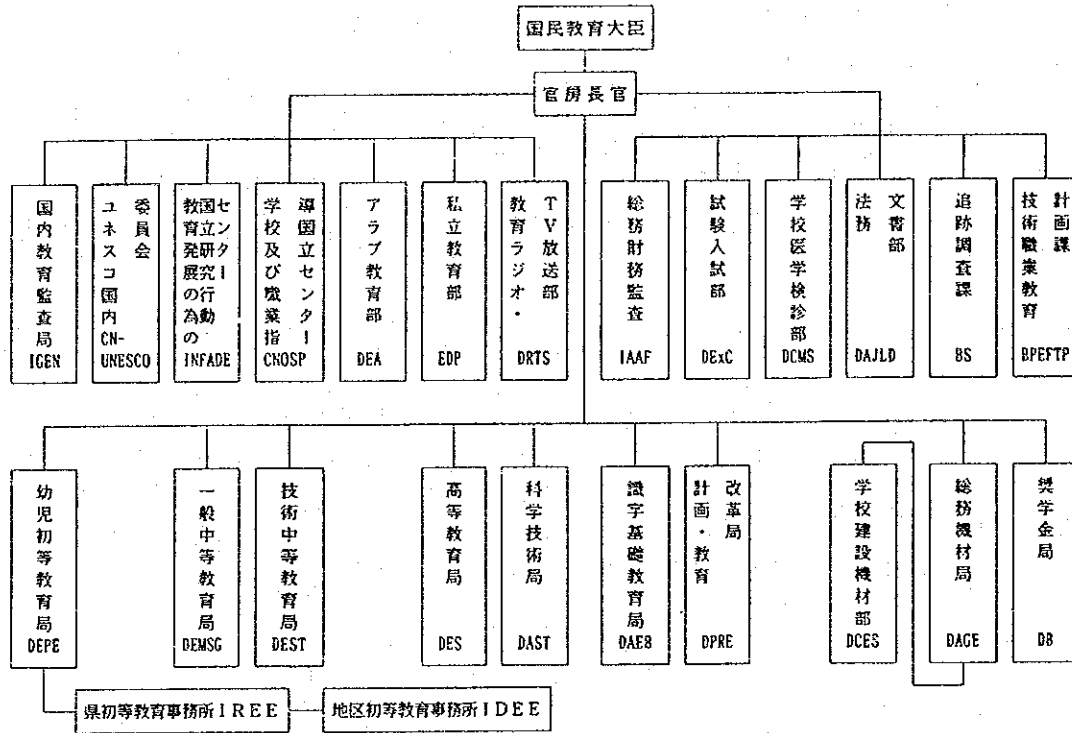 国民教育大臣
官房長官
国内教育監査局
IGEN
ユネスコ国内
委員会
CN-
UNESCO
教育発展の為の
国立研究行動
センター
INFADE
学校及び職業指
導国立センター
CNOSP
アラブ教育部
DEA
私立教育部
EDP
教育ラジオ・
TV放送部
DRTS
総務財務監査
IAAF
試験入試部
DExC
学校医学検診部
DCMS
法務
文書部
DAJLD
追跡調査課
BS
技術職業教育
計画課
BPEFTP
幼児初等教育局
DEPE
一般中等教育局
DEMSG
技術中等教育局
DEST
高等教育局
DES
科学技術局
DAST
識字基礎教育局
DAEB
計画・教育
改革局
DPRE
学校建設機材部
DCES
総務機材局
DAGE
奨学金局
DB
県初等教育事務所IREE
地区初等教育事務所IDEE